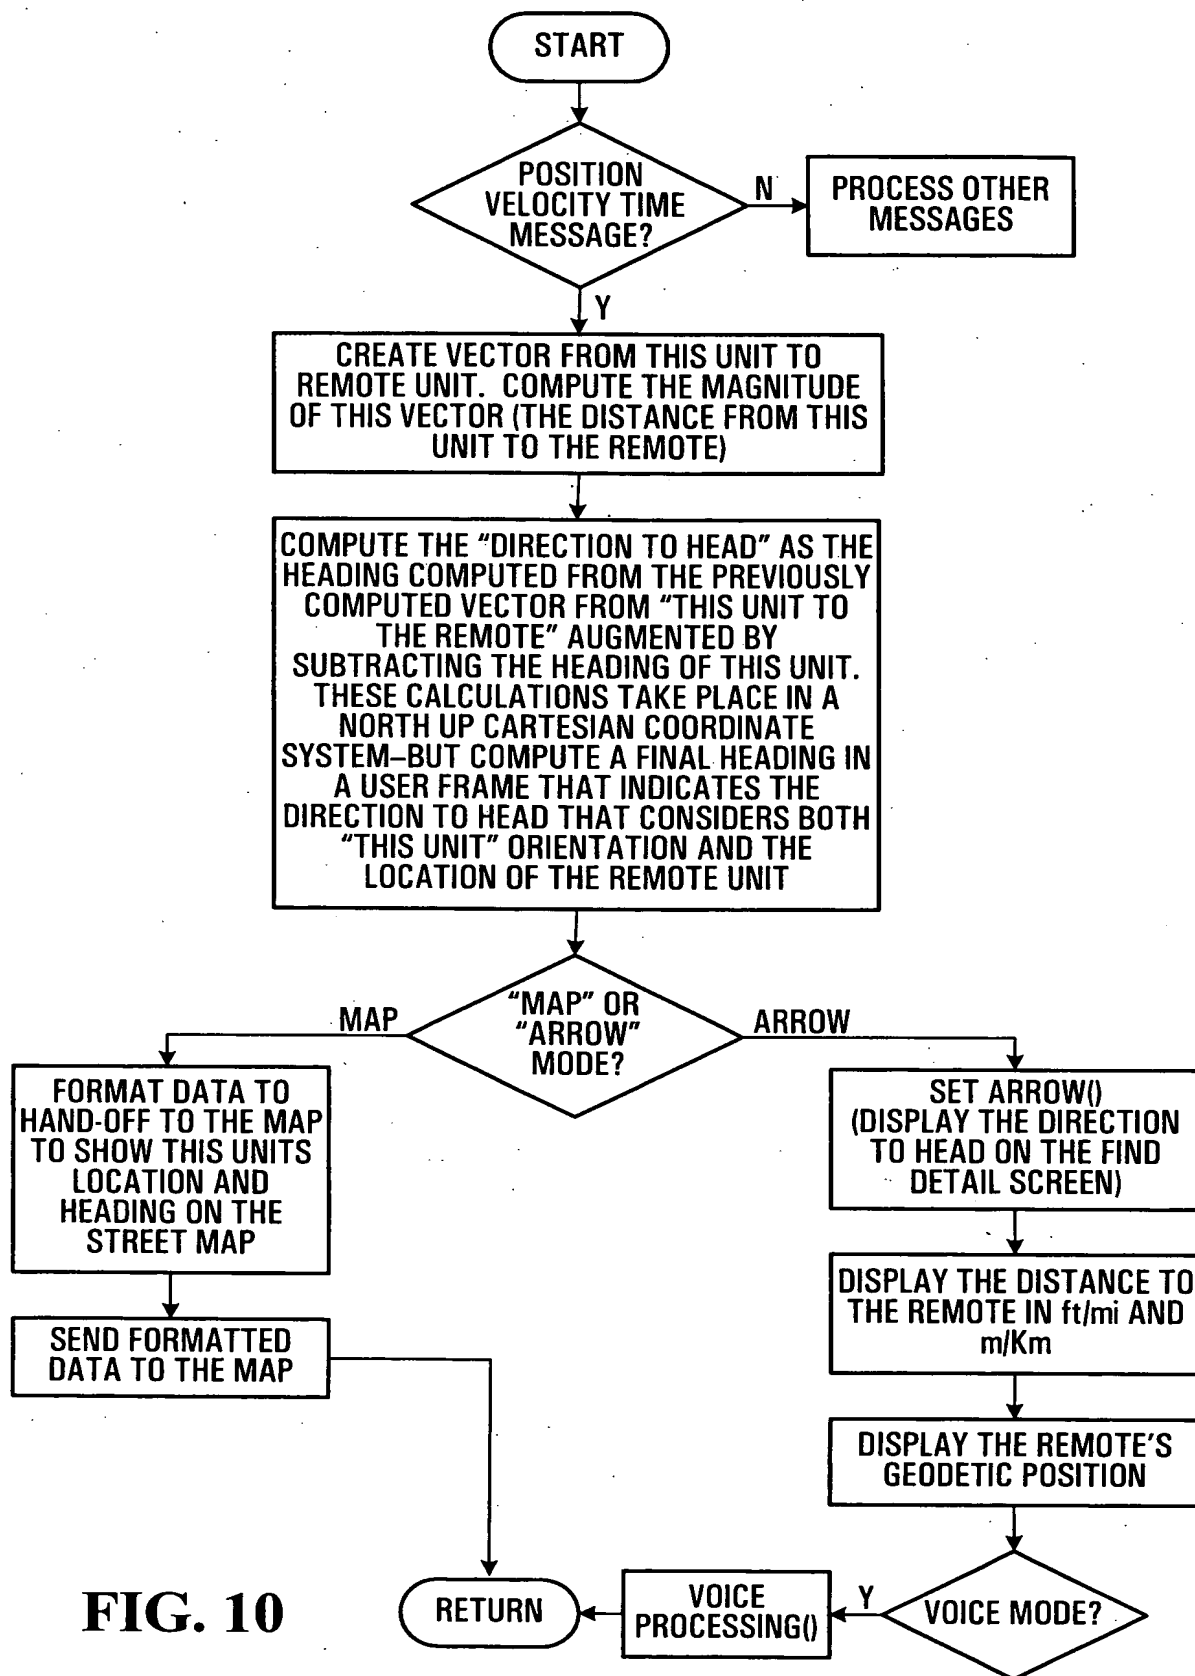 START
POSITION
VELOCITY TIME
MESSAGE?
N
PROCESS OTHER
MESSAGES
Y
CREATE VECTOR FROM THIS UNIT TO
REMOTE UNIT. COMPUTE THE MAGNITUDE
OF THIS VECTOR (THE DISTANCE FROM THIS
UNIT TO THE REMOTE)
COMPUTE THE “DIRECTION TO HEAD” AS THE
HEADING COMPUTED FROM THE PREVIOUSLY
COMPUTED VECTOR FROM “THIS UNIT TO
THE REMOTE” AUGMENTED BY
SUBTRACTING THE HEADING OF THIS UNIT.
THESE CALCULATIONS TAKE PLACE IN A
NORTH UP CARTESIAN COORDINATE
SYSTEM–BUT COMPUTE A FINAL HEADING IN
A USER FRAME THAT INDICATES THE
DIRECTION TO HEAD THAT CONSIDERS BOTH
“THIS UNIT” ORIENTATION AND THE
LOCATION OF THE REMOTE UNIT
“MAP” OR
“ARROW”
MODE?
MAP
ARROW
FORMAT DATA TO
HAND-OFF TO THE MAP
TO SHOW THIS UNITS
LOCATION AND
HEADING ON THE
STREET MAP
SEND FORMATTED
DATA TO THE MAP
SET ARROW()
(DISPLAY THE DIRECTION
TO HEAD ON THE FIND
DETAIL SCREEN)
DISPLAY THE DISTANCE TO
THE REMOTE IN ft/mi AND
m/Km
DISPLAY THE REMOTE'S
GEODETIC POSITION
VOICE MODE?
Y
VOICE
PROCESSING()
RETURN
FIG. 10